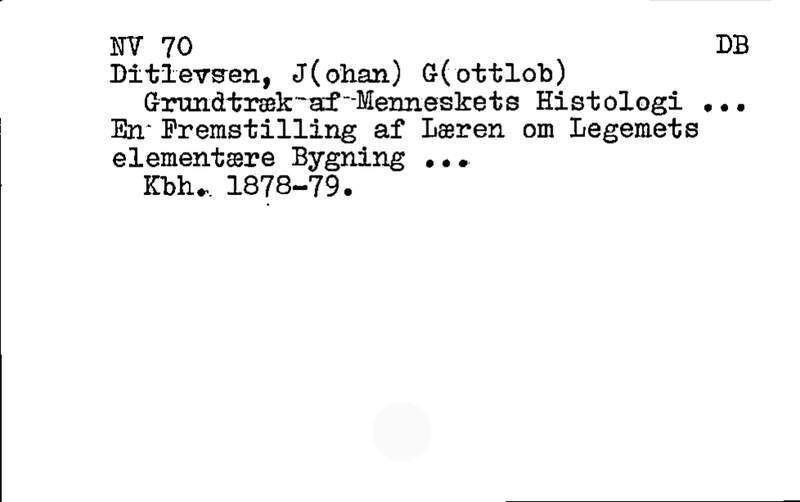 NV 70 DB
Ditlevsen, J(ohan) G(ottlob)
Grundtræk af Menneskets Histologi ...
En Fremstilling af Læren om Legemets
elementære Bygning ...
Kbh. 1878-79.